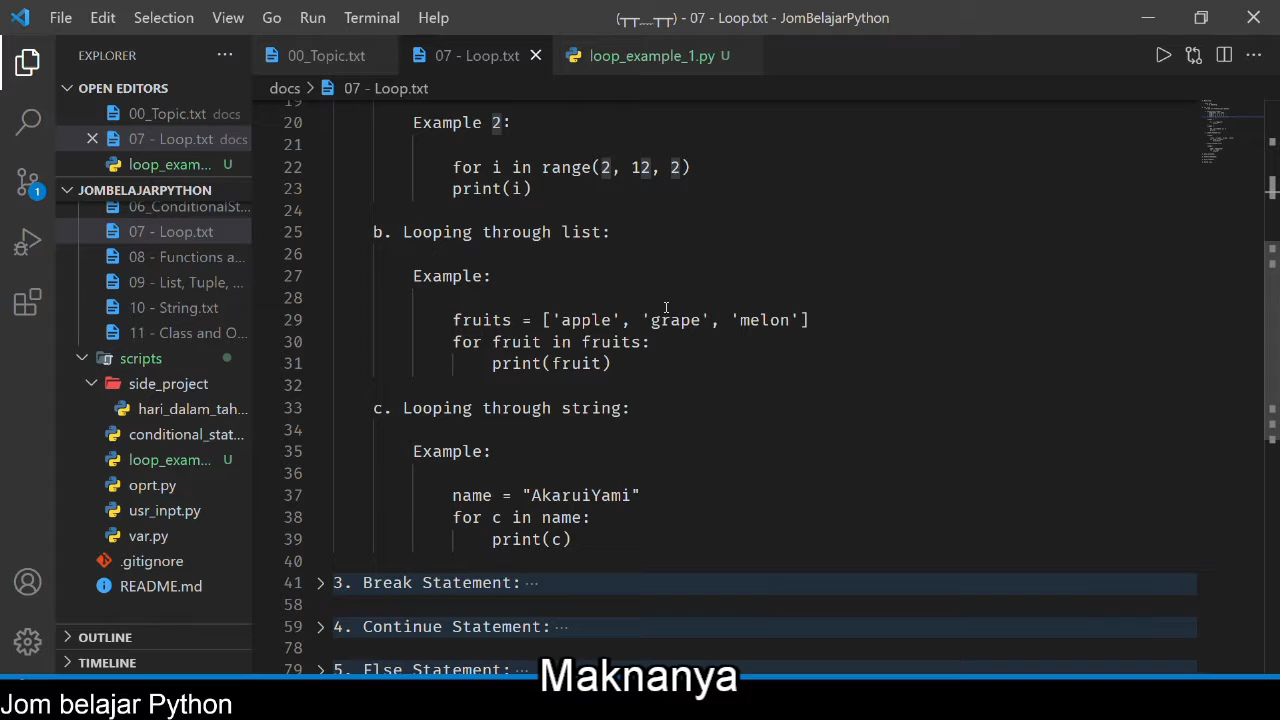 File Edit Selection View Go Run Terminal Help
(┬┬﹏┬┬) - 07 - Loop.txt - JomBelajarPython
EXPLORER
00_Topic.txt
07 - Loop.txt
loop_example_1.py U
docs > 07 - Loop.txt
OPEN EDITORS
00_Topic.txt docs
07 - Loop.txt docs
loop_exam... U
1
JOMBELAJARPYTHON
06_ConditionalSt...
07 - Loop.txt
08 - Functions a...
09 - List, Tuple, ...
10 - String.txt
11 - Class and O...
scripts
side_project
hari_dalam_tah...
conditional_stat...
loop_exam... U
oprt.py
usr_inpt.py
var.py
.gitignore
README.md
OUTLINE
TIMELINE
19
20 Example 2:
21
22 for i in range(2, 12, 2)
23 print(i)
24
25 b. Looping through list:
26
27 Example:
28
29 fruits = ['apple', 'grape', 'melon']
30 for fruit in fruits:
31 print(fruit)
32
33 c. Looping through string:
34
35 Example:
36
37 name = "AkaruiYami"
38 for c in name:
39 print(c)
40
41 3. Break Statement: ···
58
59 4. Continue Statement: ···
78
79 5. Else Statement: ···
Maknanya
Jom belajar Python